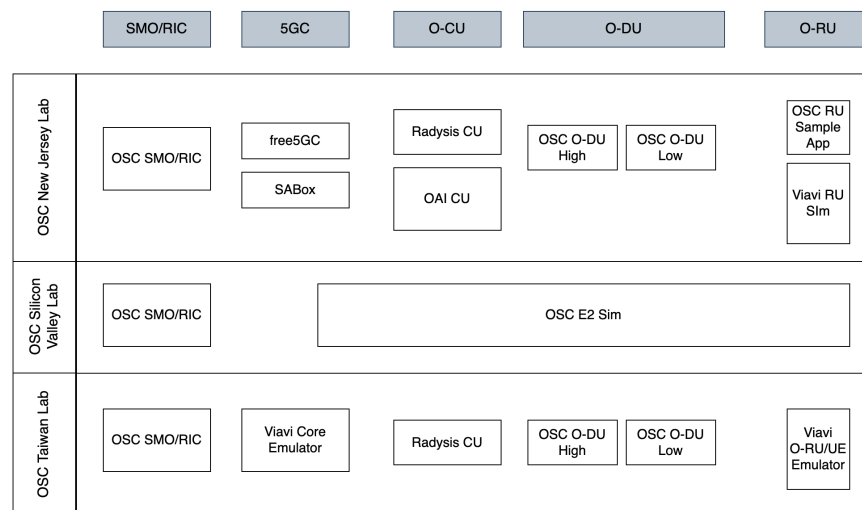 SMO/RIC
5GC
O-CU
O-DU
O-RU
OSC New Jersey Lab
OSC SMO/RIC
free5GC
SABox
Radysis CU
OAI CU
OSC O-DU
High
OSC O-DU
Low
OSC RU
Sample
App
Viavi RU
SIm
OSC Silicon
Valley Lab
OSC SMO/RIC
OSC E2 Sim
OSC Taiwan Lab
OSC SMO/RIC
Viavi Core
Emulator
Radysis CU
OSC O-DU
High
OSC O-DU
Low
Viavi
O-RU/UE
Emulator